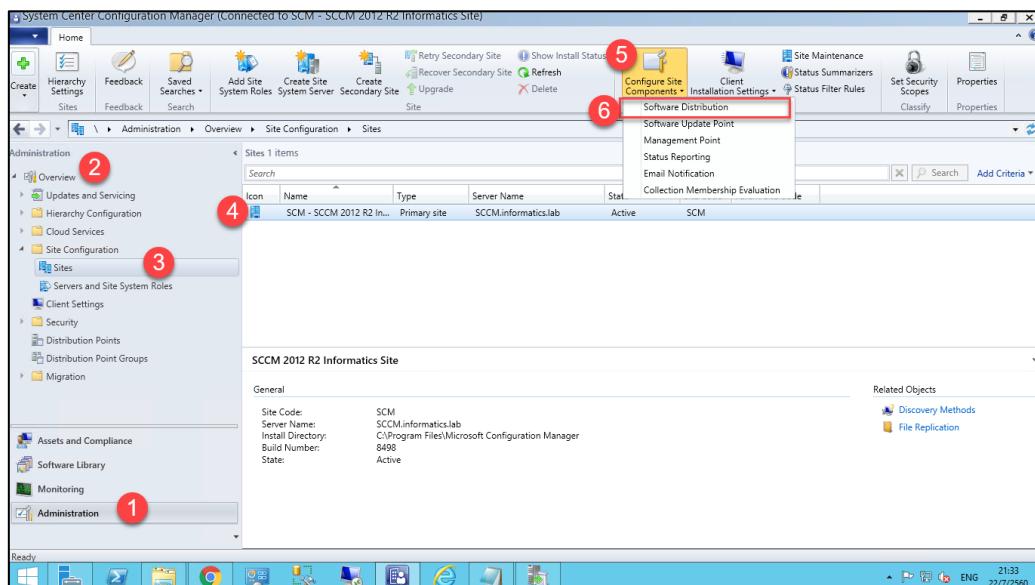 System Center Configuration Manager (Connected to SCM - SCCM 2012 R2 Informatics Site)
Home
Create
Hierarchy Settings
Feedback
Saved Searches
Add Site System Roles
Create Site System Server
Create Secondary Site
Retry Secondary Site
Recover Secondary Site
Upgrade
Show Install Status
Refresh
Delete
5
Configure Site Components
Client Installation Settings
Site Maintenance
Status Summarizers
Status Filter Rules
Set Security Scopes
Properties
Sites
Feedback
Search
Site
Classify
Properties
6
Software Distribution
Software Update Point
Management Point
Status Reporting
Email Notification
Collection Membership Evaluation
\ Administration Overview Site Configuration Sites
Administration
2
Overview
Updates and Servicing
Hierarchy Configuration
Cloud Services
Site Configuration
3
Sites
Servers and Site System Roles
Client Settings
Security
Distribution Points
Distribution Point Groups
Migration
Assets and Compliance
Software Library
Monitoring
1
Administration
Sites 1 items
Search
Search
Add Criteria
Icon Name Type Server Name
4
SCM - SCCM 2012 R2 In... Primary site SCCM.informatics.lab Active SCM
SCCM 2012 R2 Informatics Site
General
Site Code: SCM
Server Name: SCCM.informatics.lab
Install Directory: C:\Program Files\Microsoft Configuration Manager
Build Number: 8498
State: Active
Related Objects
Discovery Methods
File Replication
Ready
ENG
21:33